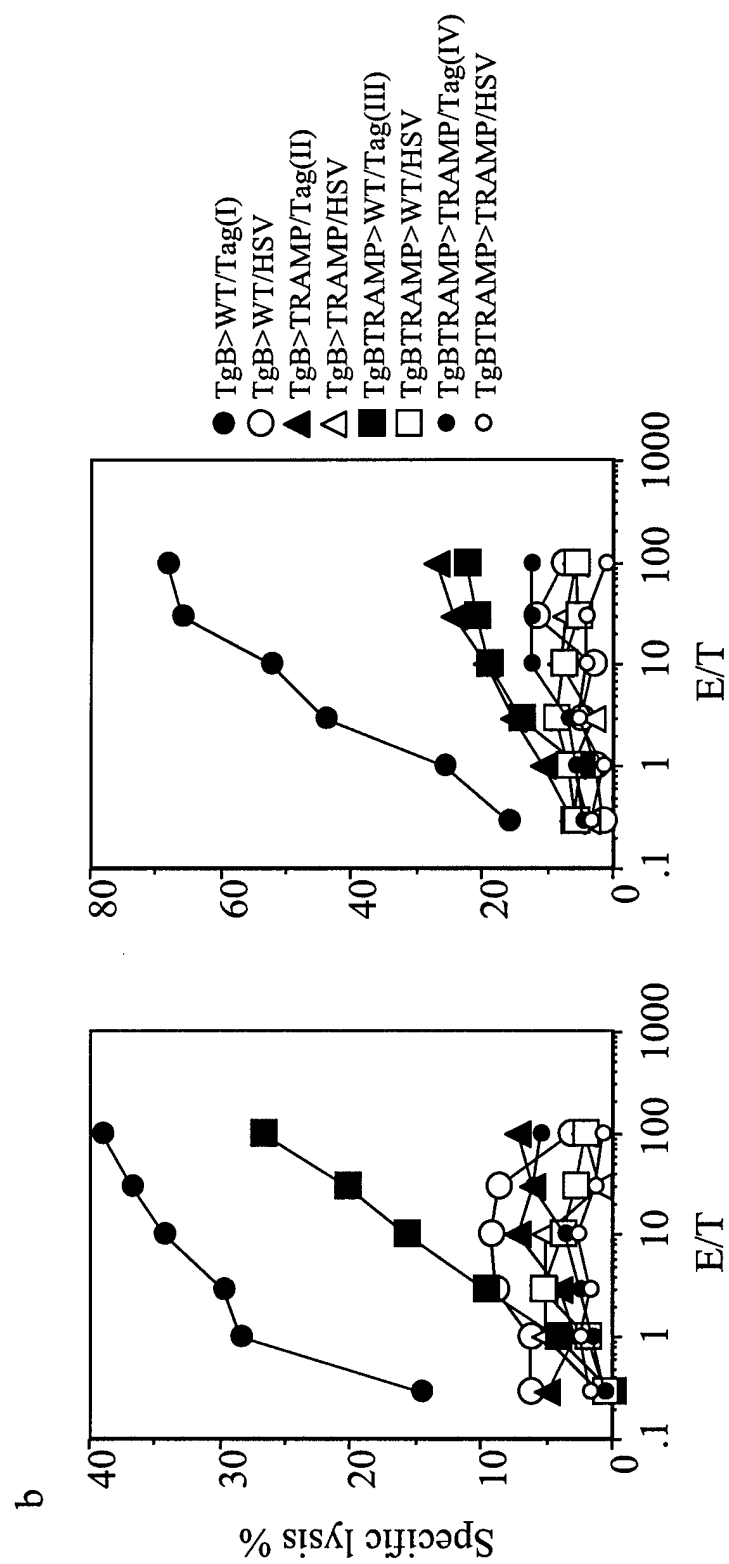 b
Specific lysis %
40
30
20
10
0
.1 1 10 100 1000
E/T
80
60
40
20
0
.1 1 10 100 1000
E/T
TgB>WT/Tag(I)
TgB>WT/HSV
TgB>TRAMP/Tag(II)
TgB>TRAMP/HSV
TgBTRAMP>WT/Tag(III)
TgBTRAMP>WT/HSV
TgBTRAMP>TRAMP/Tag(IV)
TgBTRAMP>TRAMP/HSV